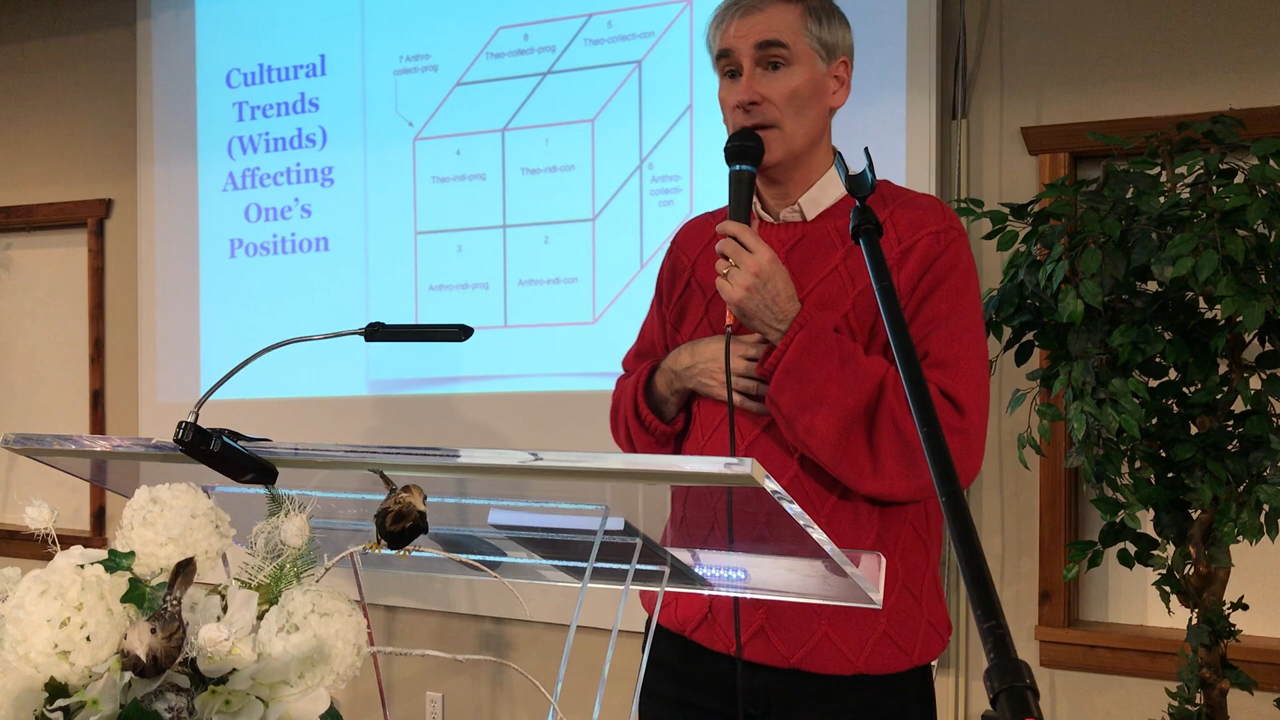 Cultural
Trends
(Winds)
Affecting
One's
Position
7 Anthro-
collecti-prog
8
Theo-collecti-prog
5
Theo-collecti-con
4
Theo-indi-prog
1
Theo-indi-con
6
Anthro-
collecti-
con
3
Anthro-indi-prog
2
Anthro-indi-con